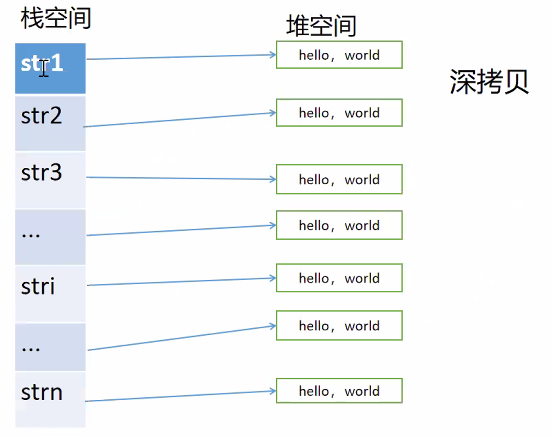 栈空间
堆空间
深拷贝
str1
hello, world
str2
hello, world
str3
hello, world
...
hello, world
stri
hello, world
...
hello, world
strn
hello, world